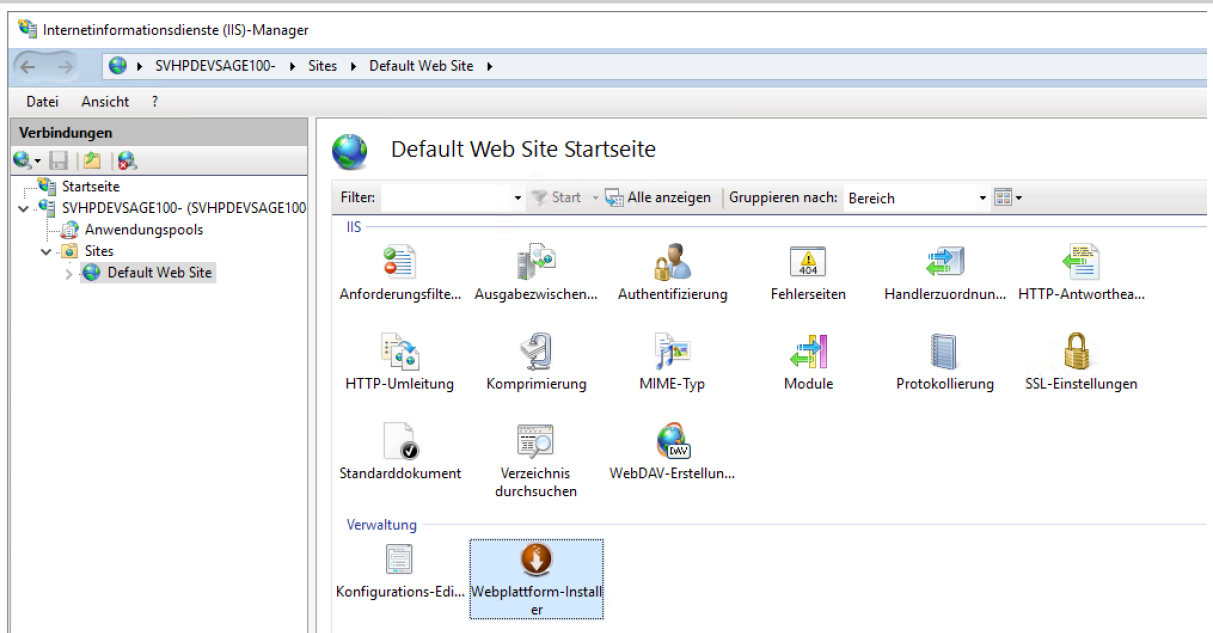 Internetinformationsdienste (IIS)-Manager
SVHPDEVSAGE100- Sites Default Web Site
Datei Ansicht ?
Verbindungen
Startseite
SVHPDEVSAGE100- (SVHPDEVSAGE100
Anwendungspools
Sites
Default Web Site
Default Web Site Startseite
Filter: Start Alle anzeigen Gruppieren nach: Bereich
IIS
Anforderungsfilte... Ausgabezwischen... Authentifizierung Fehlerseiten Handlerzuordnun... HTTP-Antworthea...
404
HTTP-Umleitung Komprimierung MIME-Typ Module Protokollierung SSL-Einstellungen
DAV
Standarddokument Verzeichnis durchsuchen WebDAV-Erstellun...
Verwaltung
Konfigurations-Edi... Webplattform-Install
er